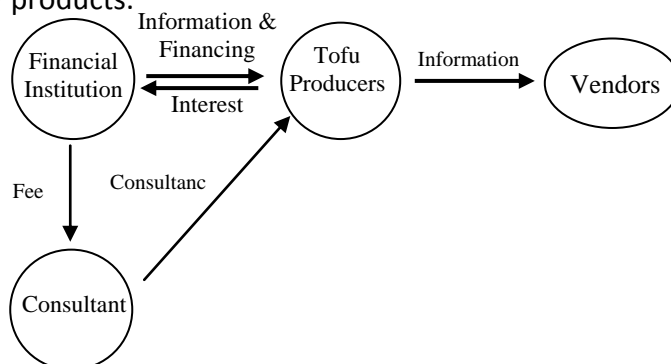 products.
Information &
Financing
Financial
Institution
Interest
Tofu
Producers
Information
Vendors
Fee
Consultanc
Consultant